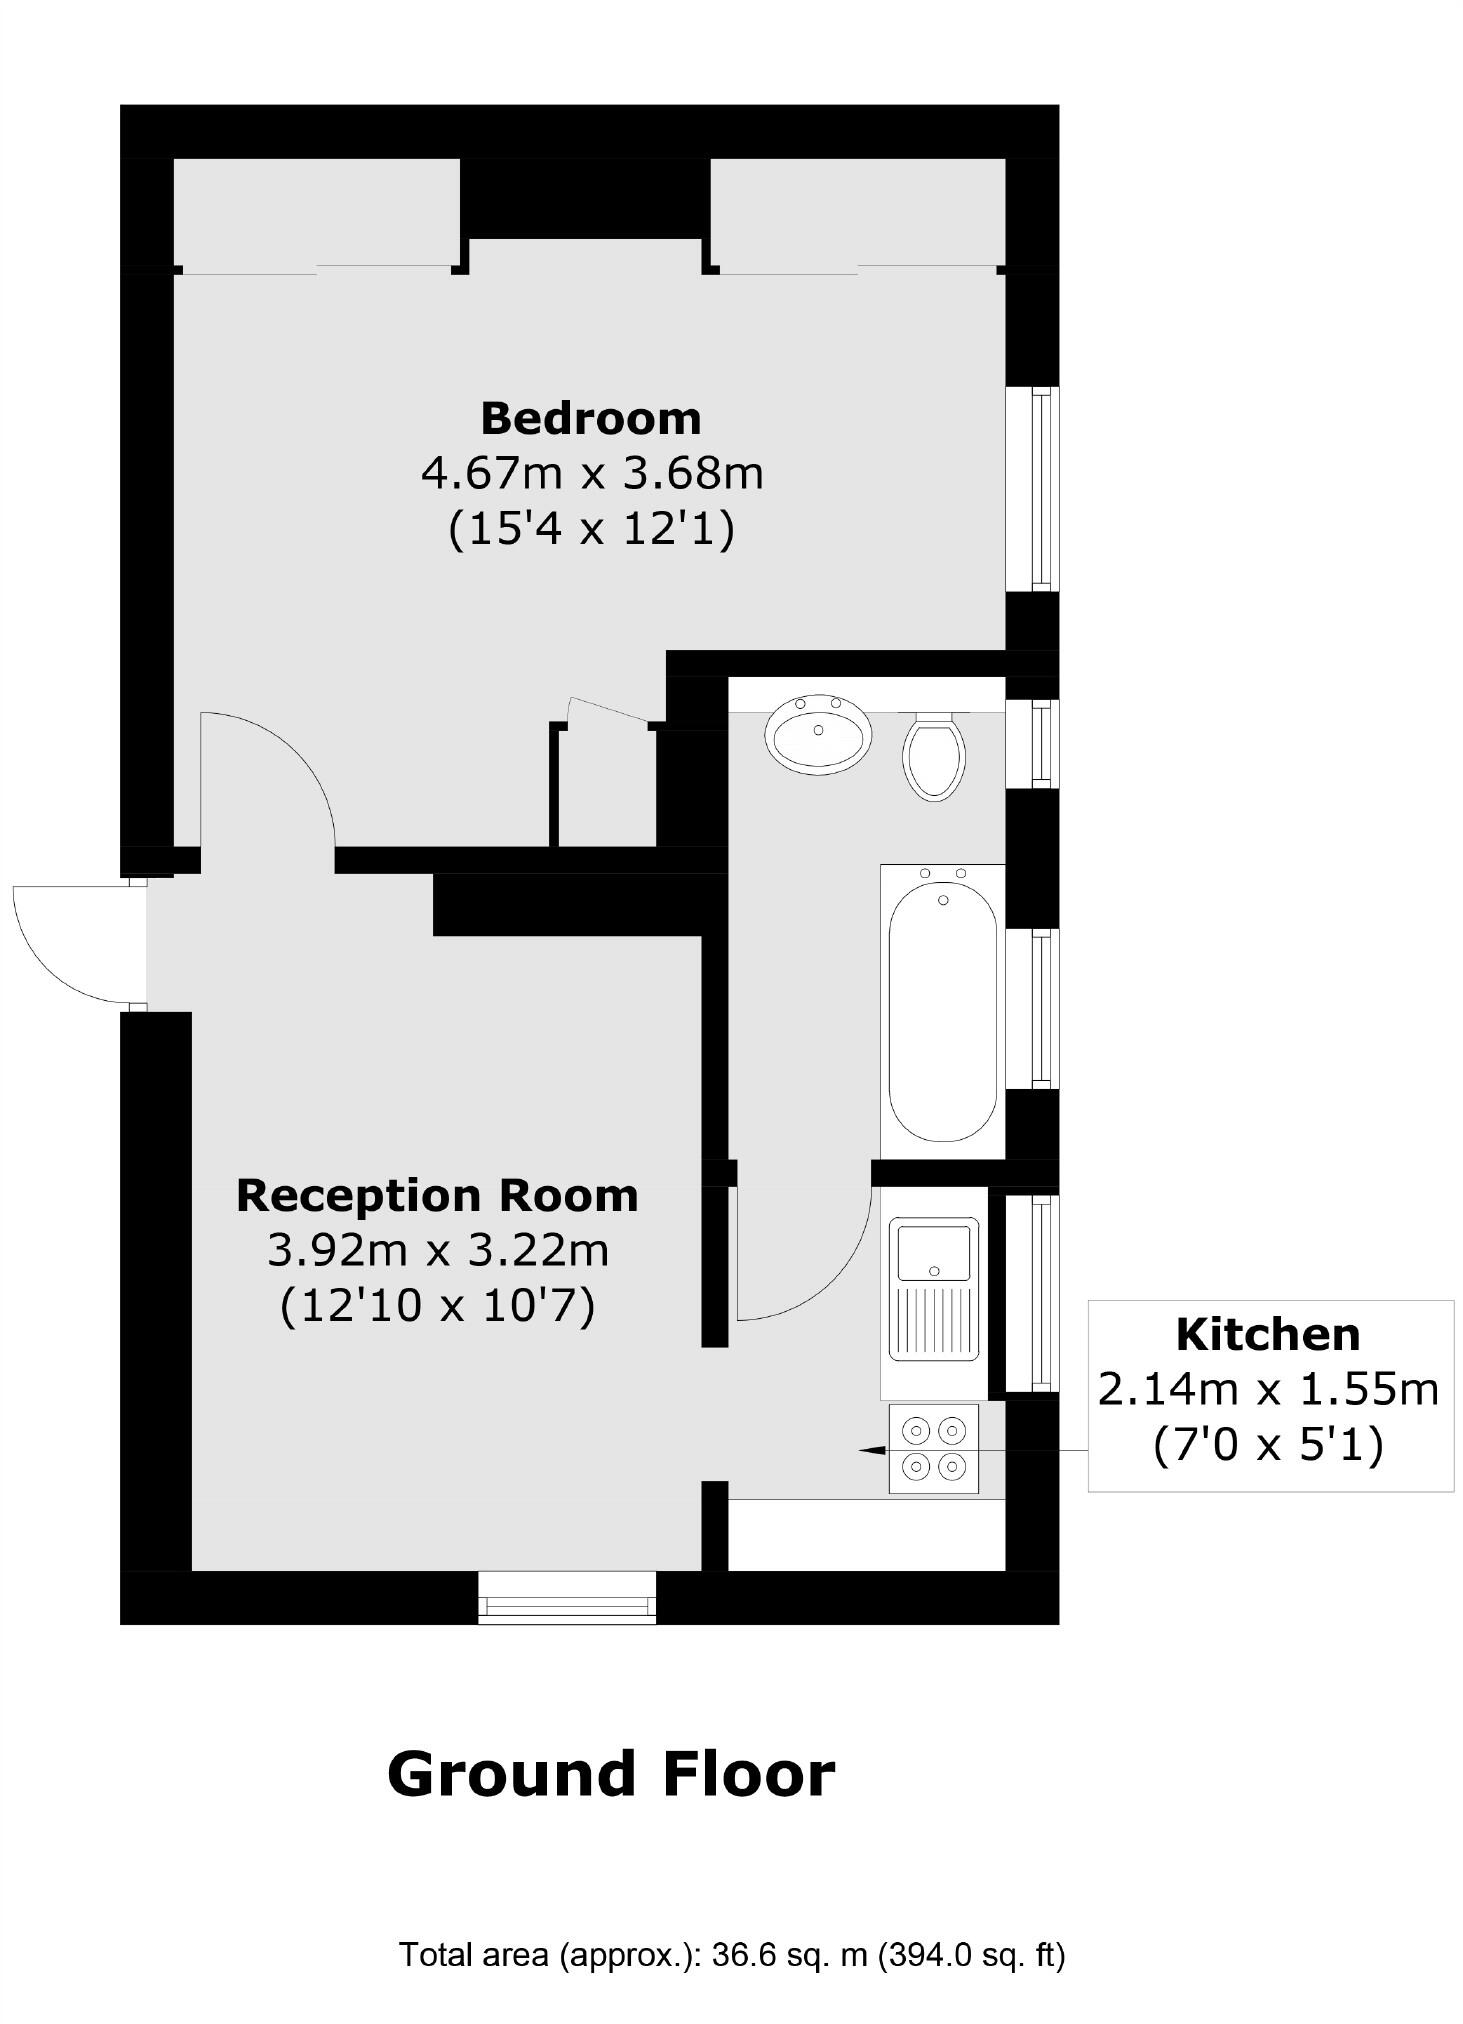 Bedroom
4.67m x 3.68m
(15'4 x 12'1)
Reception Room
3.92m x 3.22m
(12'10 x 10'7)
Kitchen
2.14m x 1.55m
(7'0 x 5'1)
Ground Floor
Total area (approx.): 36.6 sq. m (394.0 sq. ft)